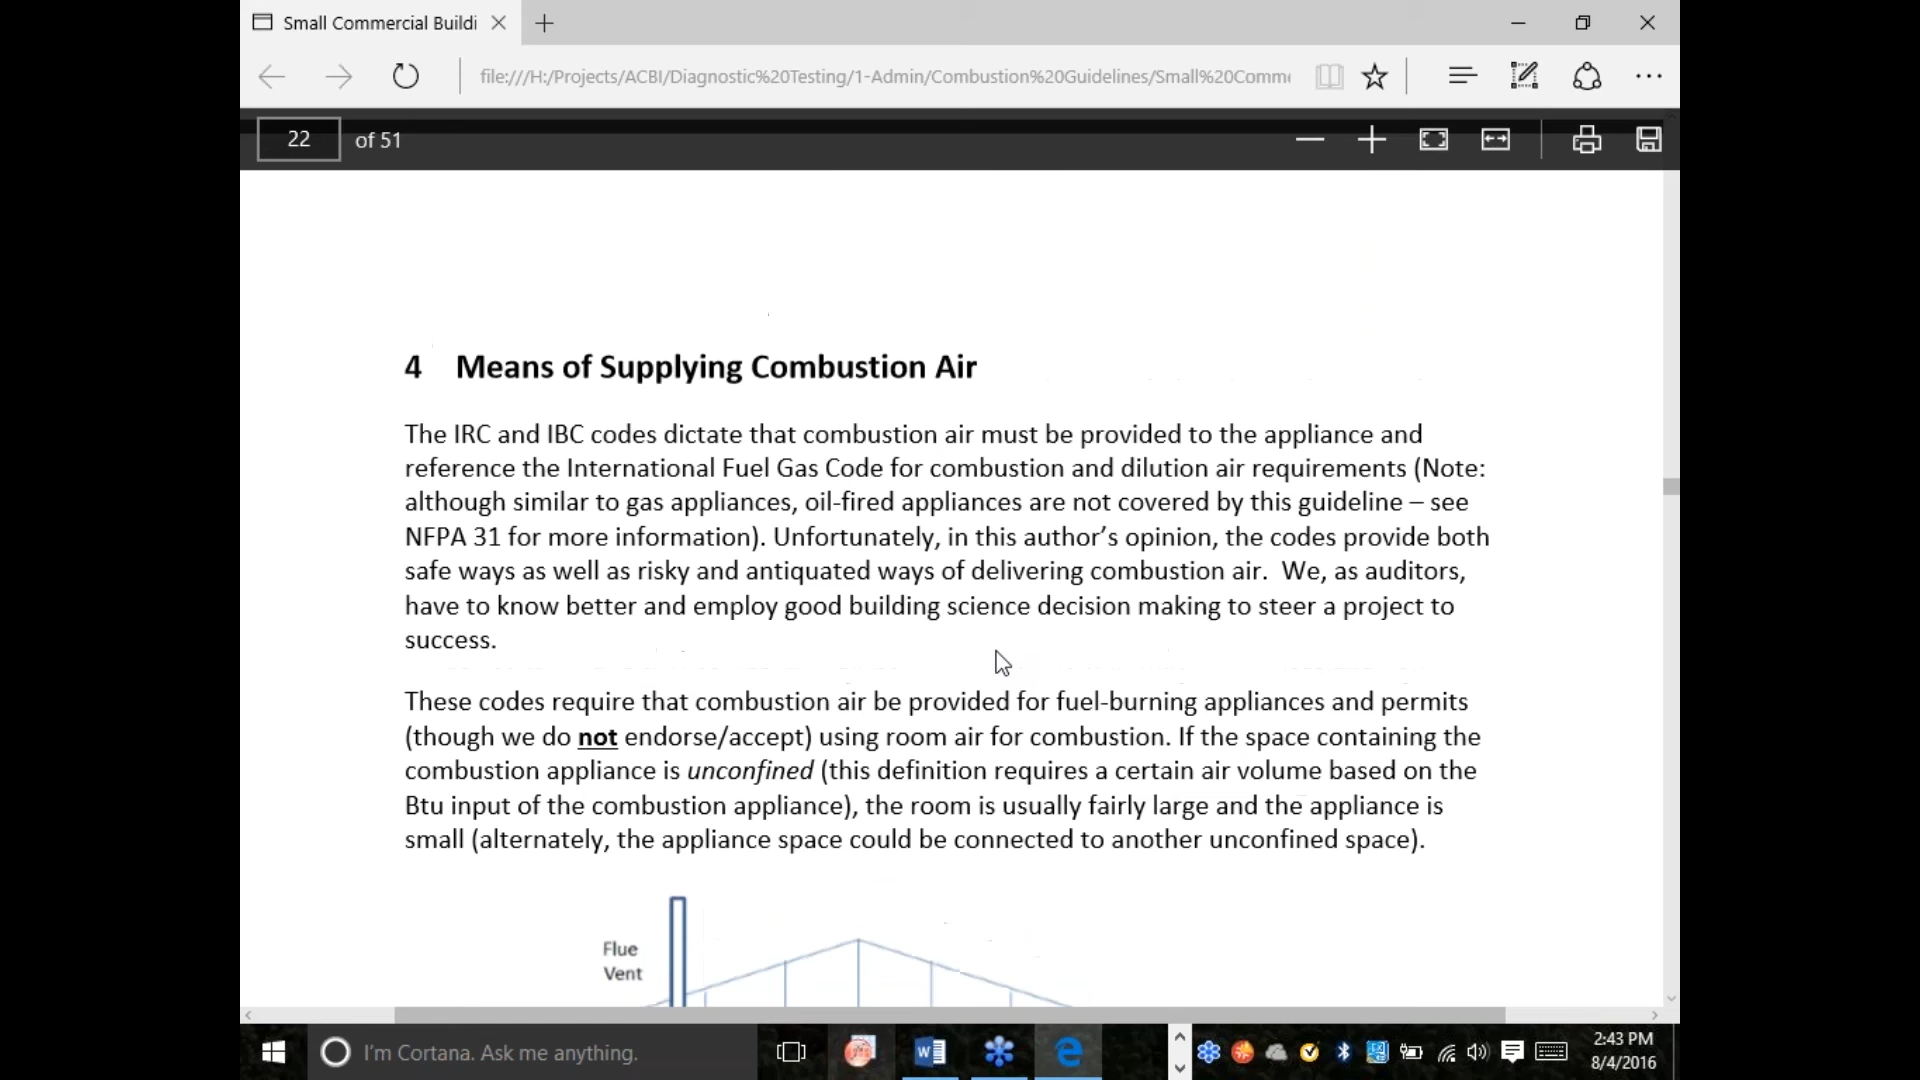 Small Commercial Buildi
file:///H:/Projects/ACBI/Diagnostic%20Testing/1-Admin/Combustion%20Guidelines/Small%20Comm
22 of 51
4 Means of Supplying Combustion Air
The IRC and IBC codes dictate that combustion air must be provided to the appliance and
reference the International Fuel Gas Code for combustion and dilution air requirements (Note:
although similar to gas appliances, oil-fired appliances are not covered by this guideline – see
NFPA 31 for more information). Unfortunately, in this author’s opinion, the codes provide both
safe ways as well as risky and antiquated ways of delivering combustion air. We, as auditors,
have to know better and employ good building science decision making to steer a project to
success.
These codes require that combustion air be provided for fuel-burning appliances and permits
(though we do not endorse/accept) using room air for combustion. If the space containing the
combustion appliance is unconfined (this definition requires a certain air volume based on the
Btu input of the combustion appliance), the room is usually fairly large and the appliance is
small (alternately, the appliance space could be connected to another unconfined space).
Flue
Vent
I'm Cortana. Ask me anything.
2:43 PM
8/4/2016